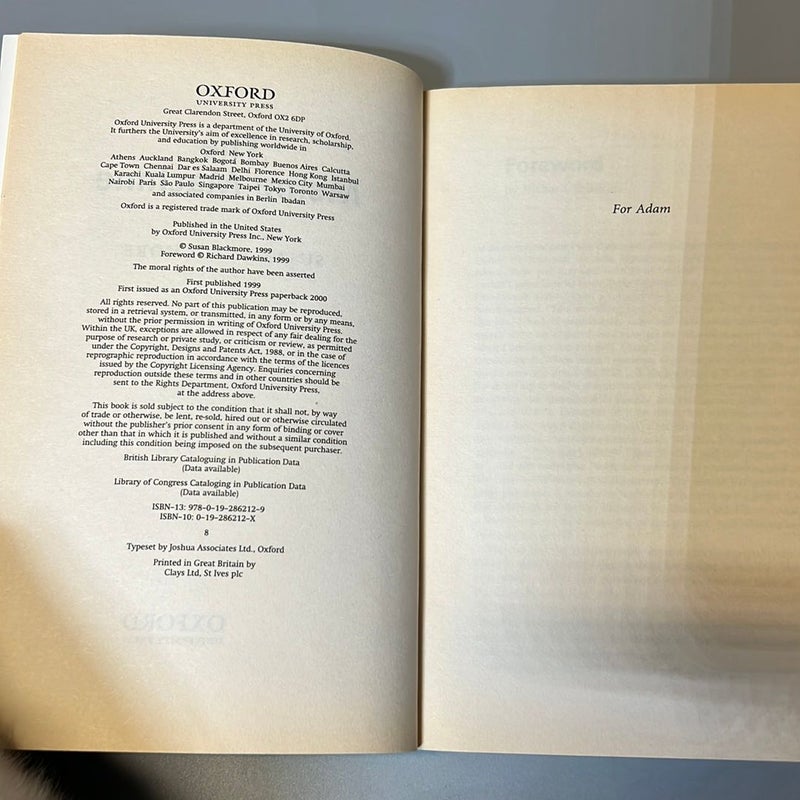 OXFORD
UNIVERSITY PRESS
Great Clarendon Street, Oxford OX2 6DP
Oxford University Press is a department of the University of Oxford.
It furthers the University's aim of excellence in research, scholarship,
and education by publishing worldwide in
Oxford New York
Athens Auckland Bangkok Bogotá Bombay Buenos Aires Calcutta
Cape Town Chennai Dar es Salaam Delhi Florence Hong Kong Istanbul
Karachi Kuala Lumpur Madrid Melbourne Mexico City Mumbai
Nairobi Paris São Paulo Singapore Taipei Tokyo Toronto Warsaw
and associated companies in Berlin Ibadan
Oxford is a registered trade mark of Oxford University Press
Published in the United States
by Oxford University Press Inc., New York
© Susan Blackmore, 1999
Foreword © Richard Dawkins, 1999
The moral rights of the author have been asserted
First published 1999
First issued as an Oxford University Press paperback 2000
All rights reserved. No part of this publication may be reproduced,
stored in a retrieval system, or transmitted, in any form or by any means,
without the prior permission in writing of Oxford University Press.
Within the UK, exceptions are allowed in respect of any fair dealing for the
purpose of research or private study, or criticism or review, as permitted
under the Copyright, Designs and Patents Act, 1988, or in the case of
reprographic reproduction in accordance with the terms of the licences
issued by the Copyright Licensing Agency. Enquiries concerning
reproduction outside these terms and in other countries should be
sent to the Rights Department, Oxford University Press,
at the address above.
This book is sold subject to the condition that it shall not, by way
of trade or otherwise, be lent, re-sold, hired out or otherwise circulated
without the publisher's prior consent in any form of binding or cover
other than that in which it is published and without a similar condition
including this condition being imposed on the subsequent purchaser.
British Library Cataloguing in Publication Data
(Data available)
Library of Congress Cataloging in Publication Data
(Data available)
ISBN-13: 978-0-19-286212-9
ISBN-10: 0-19-286212-X
8
Typeset by Joshua Associates Ltd., Oxford
Printed in Great Britain by
Clays Ltd, St Ives plc
For Adam